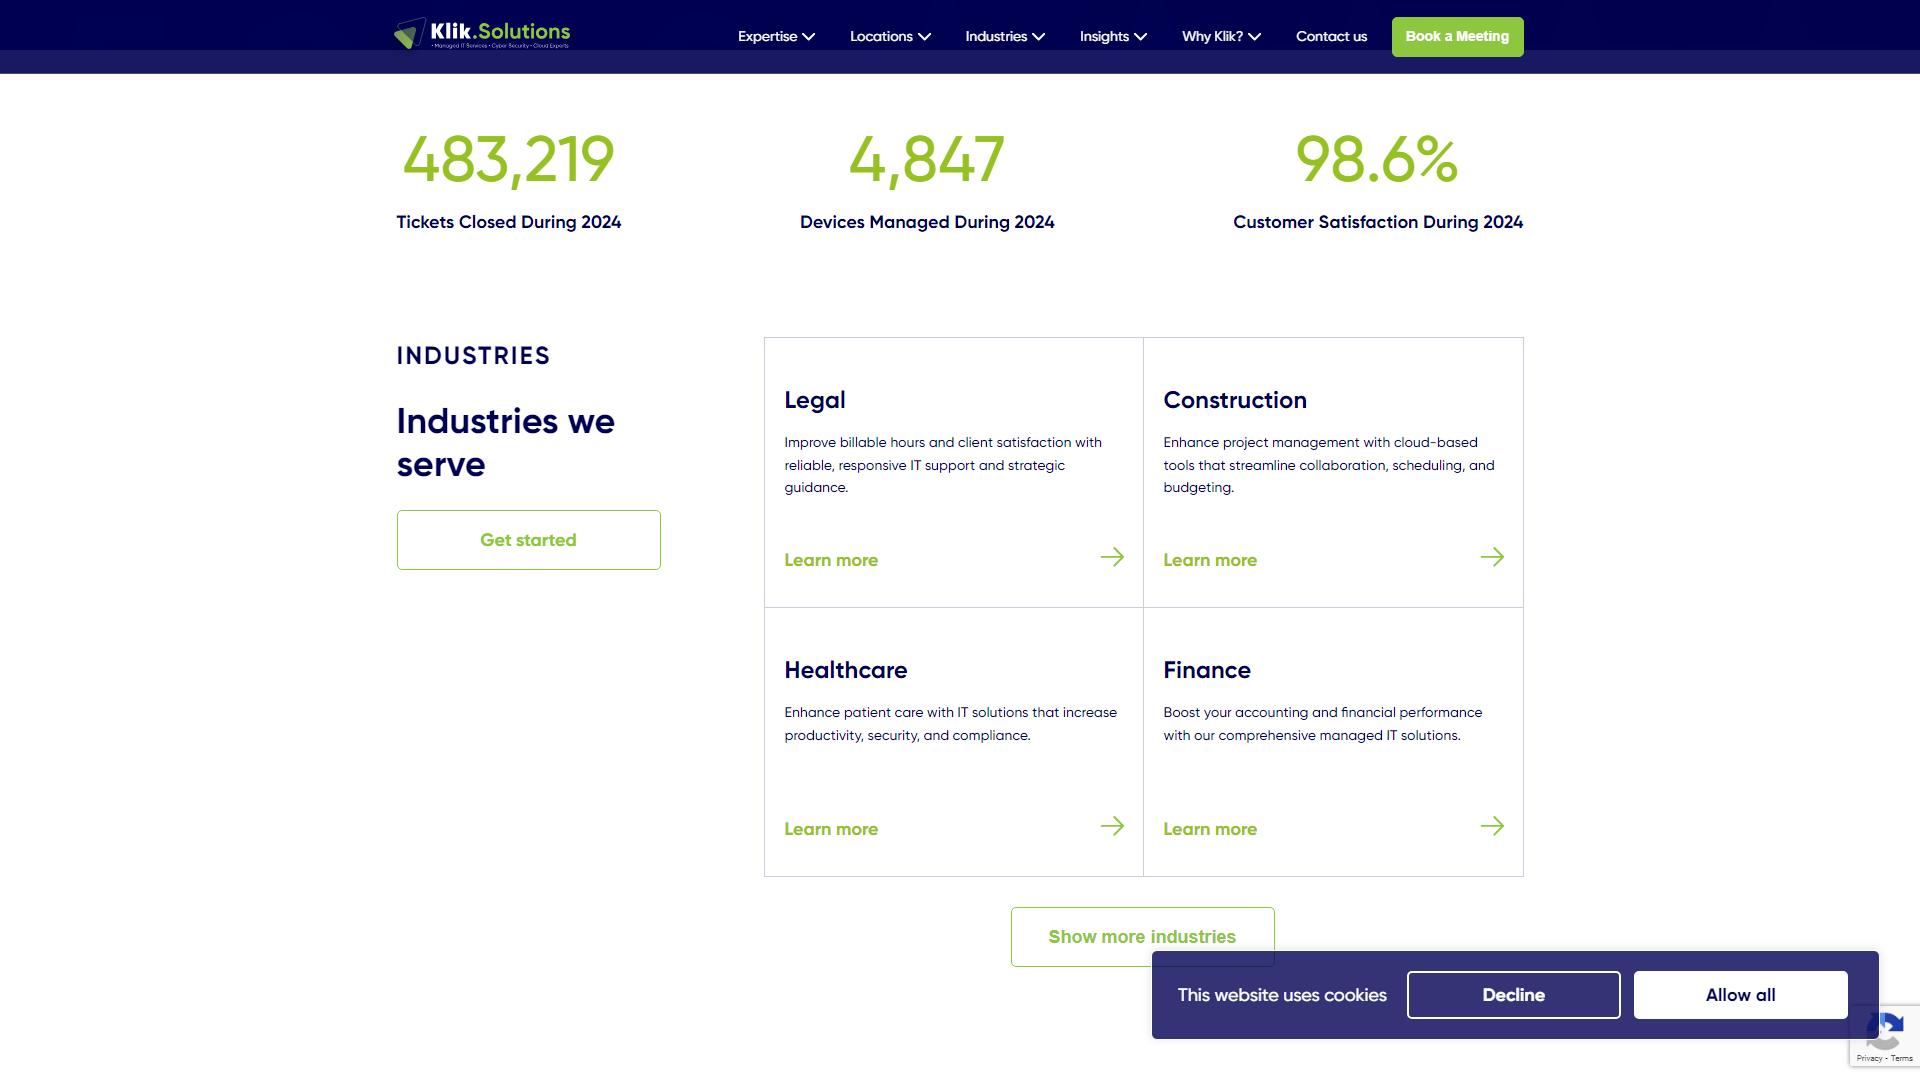 Klik.Solutions
• Managed IT Services • Cyber Security • Cloud Experts
Expertise
Locations
Industries
Insights
Why Klik?
Contact us
Book a Meeting
483,219
Tickets Closed During 2024
4,847
Devices Managed During 2024
98.6%
Customer Satisfaction During 2024
INDUSTRIES
Industries we
serve
Get started
Legal
Improve billable hours and client satisfaction with
reliable, responsive IT support and strategic
guidance.
Learn more
Construction
Enhance project management with cloud-based
tools that streamline collaboration, scheduling, and
budgeting.
Learn more
Healthcare
Enhance patient care with IT solutions that increase
productivity, security, and compliance.
Learn more
Finance
Boost your accounting and financial performance
with our comprehensive managed IT solutions.
Learn more
Show more industries
This website uses cookies
Decline
Allow all
Privacy - Terms